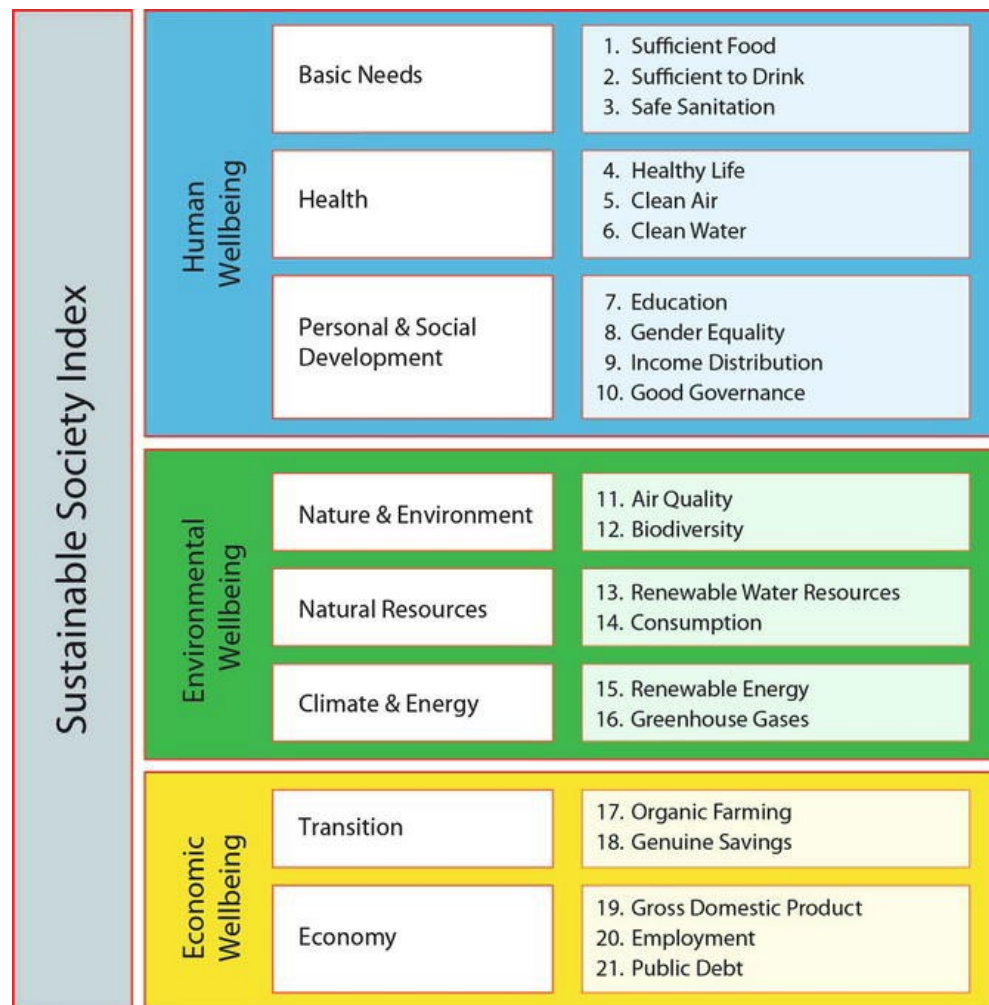 Sustainable Society Index
Human
Wellbeing
Basic Needs
1. Sufficient Food
2. Sufficient to Drink
3. Safe Sanitation
Health
4. Healthy Life
5. Clean Air
6. Clean Water
Personal & Social
Development
7. Education
8. Gender Equality
9. Income Distribution
10. Good Governance
Environmental
Wellbeing
Nature & Environment
11. Air Quality
12. Biodiversity
Natural Resources
13. Renewable Water Resources
14. Consumption
Climate & Energy
15. Renewable Energy
16. Greenhouse Gases
Economic
Wellbeing
Transition
17. Organic Farming
18. Genuine Savings
Economy
19. Gross Domestic Product
20. Employment
21. Public Debt